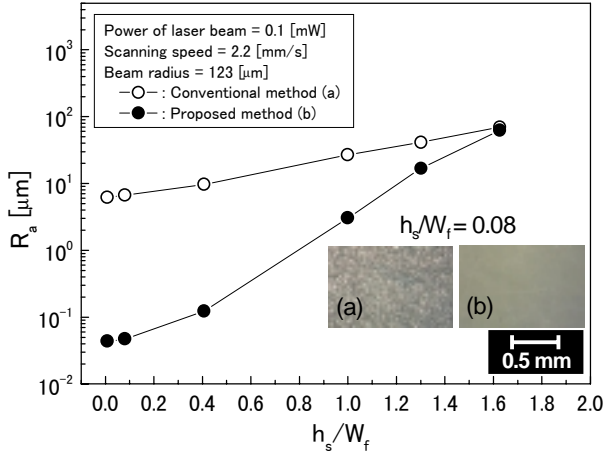 Power of laser beam = 0.1 [mW]
Scanning speed = 2.2 [mm/s]
Beam radius = 123 [μm]
: Conventional method (a)
: Proposed method (b)
10³
10²
10¹
10⁰
10⁻¹
10⁻²
Rₐ [μm]
hₛ/W_f = 0.08
(a)
(b)
0.5 mm
0.0 0.2 0.4 0.6 0.8 1.0 1.2 1.4 1.6 1.8 2.0
hₛ/W_f